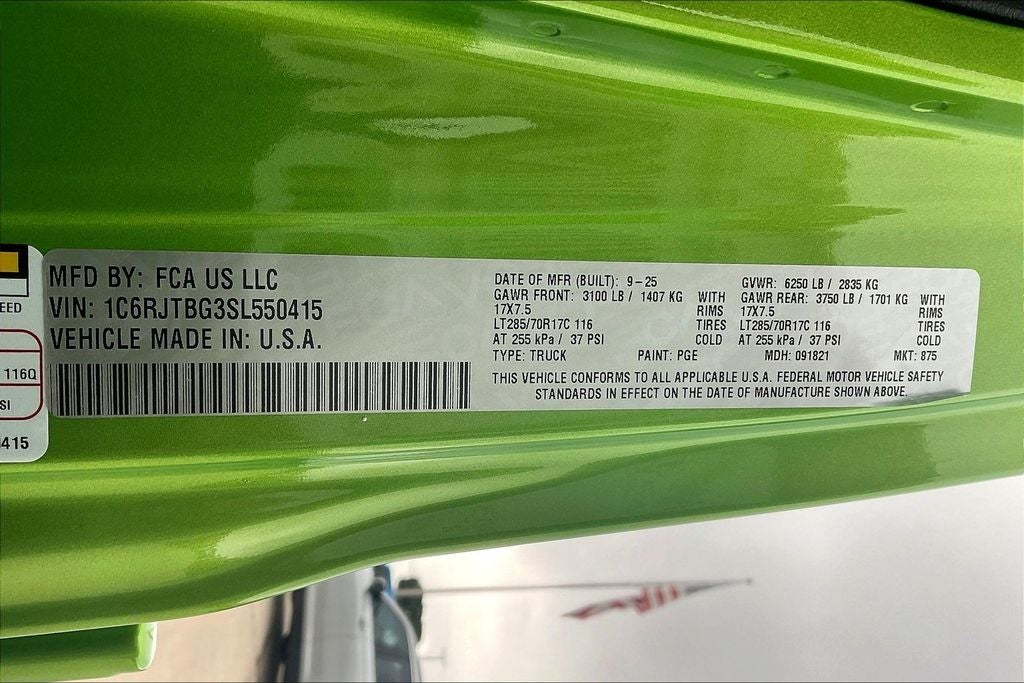 EED
116Q
SI
415
MFD BY: FCA US LLC
VIN: 1C6RJTBG3SL550415
VEHICLE MADE IN: U.S.A.
DATE OF MFR (BUILT): 9-25
GAWR FRONT: 3100 LB / 1407 KG WITH
17X7.5 RIMS
LT285/70R17C 116 TIRES
AT 255 kPa / 37 PSI COLD
GVWR: 6250 LB / 2835 KG
GAWR REAR: 3750 LB / 1701 KG WITH
17X7.5 RIMS
LT285/70R17C 116 TIRES
AT 255 kPa / 37 PSI COLD
TYPE: TRUCK PAINT: PGE MDH: 091821 MKT: 875
THIS VEHICLE CONFORMS TO ALL APPLICABLE U.S.A. FEDERAL MOTOR VEHICLE SAFETY
STANDARDS IN EFFECT ON THE DATE OF MANUFACTURE SHOWN ABOVE.